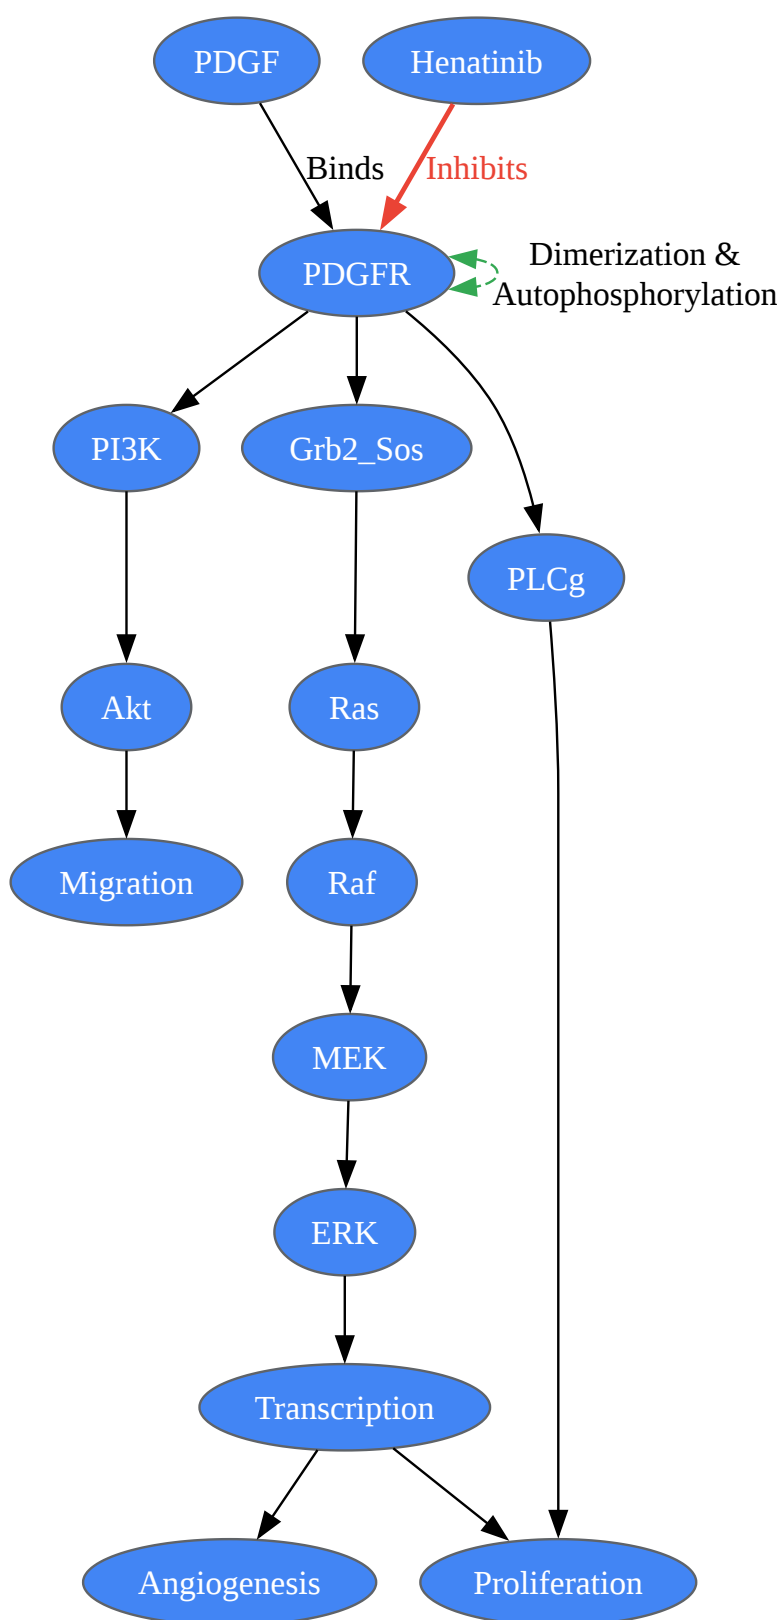 PDGF
Henatinib
Binds
Inhibits
PDGFR
Dimerization &
Autophosphorylation
PI3K
Grb2_Sos
PLCg
Akt
Ras
Migration
Raf
MEK
ERK
Transcription
Angiogenesis
Proliferation